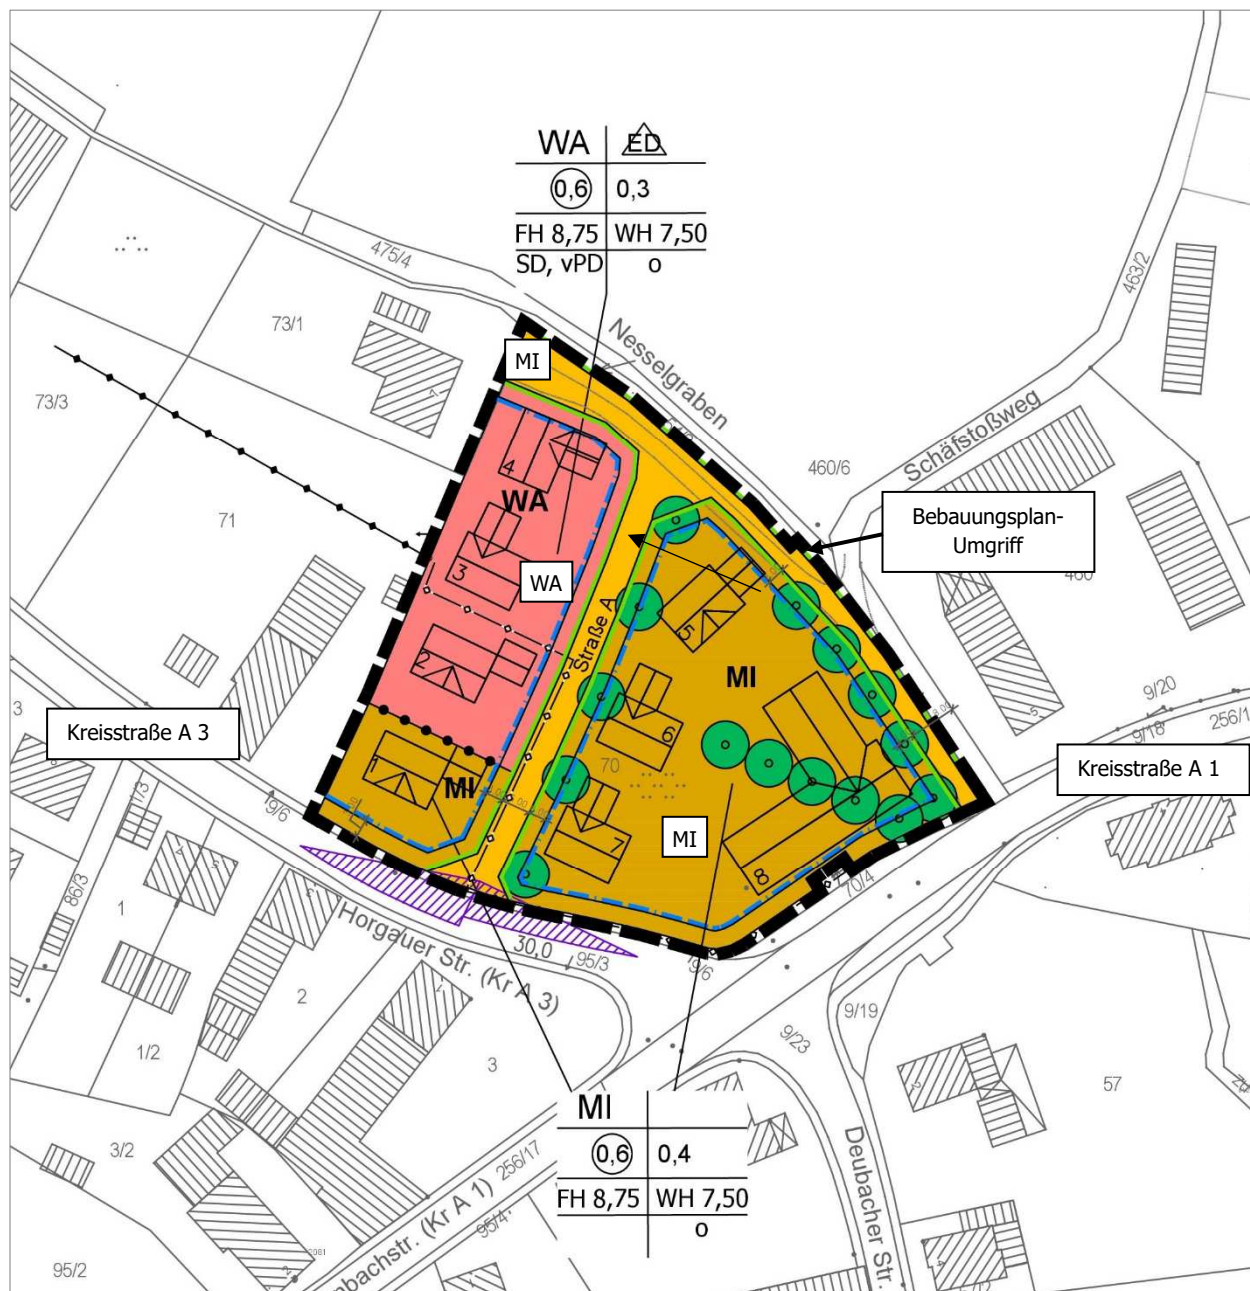 WA ED
0,6 0,3
FH 8,75 WH 7,50
SD, vPD o
475/4
463/2
73/1
MI
Nesselgraben
73/3
Schäfstoßweg
460/6
4
WA
71
Bebauungsplan-
Umgriff
3
WA
460
Straße A
5
2
MI
9/20
256/1
9/18
3
Kreisstraße A 3
6
Kreisstraße A 1
70
1
MI
9/6
MI
7
8
70/4
86/3
1
Horgauer Str. (Kr A 3)
30,0
95/3
9/6
2
9/19
9/23
1/2
3
57
MI
0,6 0,4
FH 8,75 WH 7,50
o
3/2
256/17
Deubacher Str.
nbachstr. (Kr A 1)
95/4
95/2